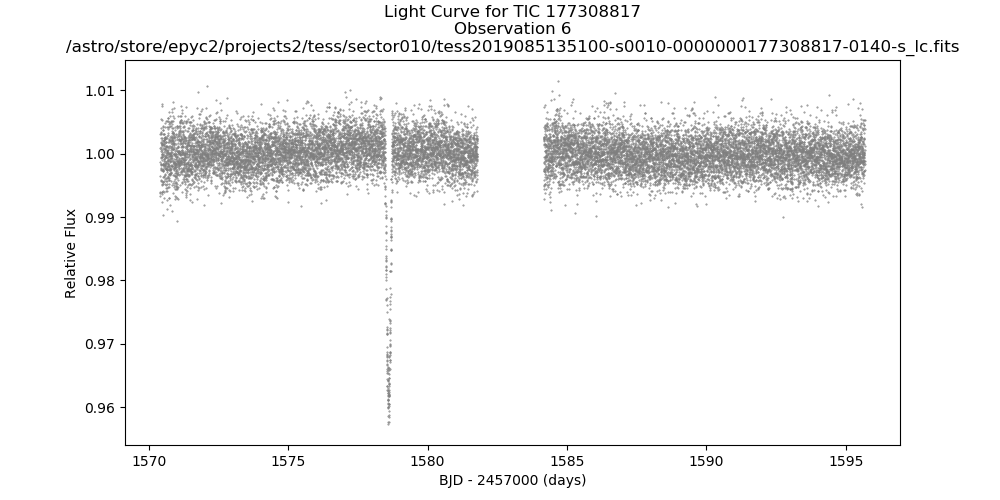 Light Curve for TIC 177308817
Observation 6
/astro/store/epyc2/projects2/tess/sector010/tess2019085135100-s0010-0000000177308817-0140-s_lc.fits
1.01
1.00
0.99
0.98
0.97
0.96
Relative Flux
1570
1575
1580
1585
1590
1595
BJD - 2457000 (days)